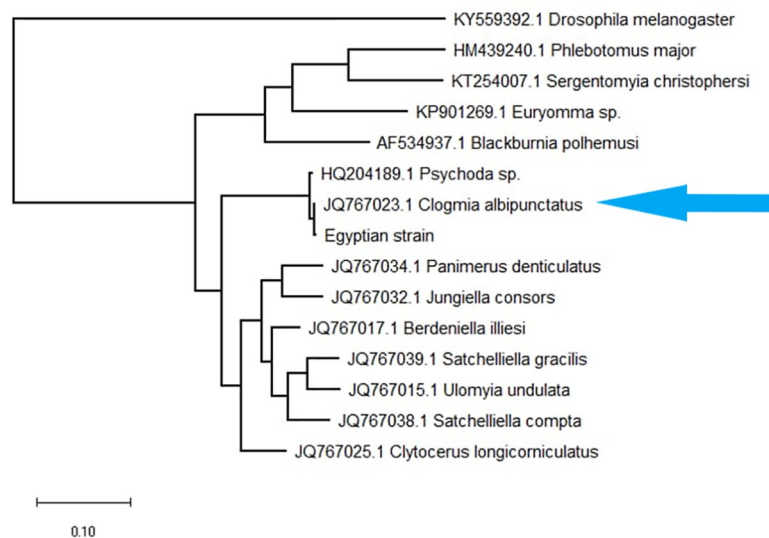 KY559392.1 Drosophila melanogaster
HM439240.1 Phlebotomus major
KT254007.1 Sergentomyia christophersi
KP901269.1 Euryomma sp.
AF534937.1 Blackburnia polhemusi
HQ204189.1 Psychoda sp.
JQ767023.1 Clogmia albipunctatus
Egyptian strain
JQ767034.1 Panimerus denticulatus
JQ767032.1 Jungiella consors
JQ767017.1 Berdeniella illiesi
JQ767039.1 Satchelliella gracilis
JQ767015.1 Ulomyia undulata
JQ767038.1 Satchelliella compta
JQ767025.1 Clytocerus longicorniculatus
0.10